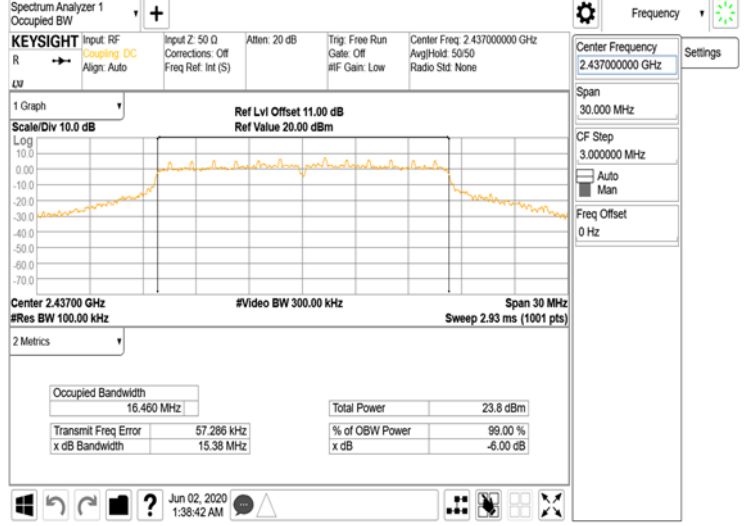 Spectrum Analyzer 1
Occupied BW
Frequency
KEYSIGHT
R
Input: RF
Coupling: DC
Align: Auto
Input Z: 50 Ω
Corrections: Off
Freq Ref: Int (S)
Atten: 20 dB
Trig: Free Run
Gate: Off
#IF Gain: Low
Center Freq: 2.437000000 GHz
Avg|Hold: 50/50
Radio Std: None
Center Frequency
2.437000000 GHz
Settings
Span
30.000 MHz
CF Step
3.000000 MHz
Auto
Man
Freq Offset
0 Hz
1 Graph
Scale/Div 10.0 dB
Ref Lvl Offset 11.00 dB
Ref Value 20.00 dBm
Log
10.0
0.00
-10.0
-20.0
-30.0
-40.0
-50.0
-60.0
-70.0
Center 2.43700 GHz
#Video BW 300.00 kHz
Span 30 MHz
#Res BW 100.00 kHz
Sweep 2.93 ms (1001 pts)
2 Metrics
Occupied Bandwidth
16.460 MHz
Total Power
23.8 dBm
Transmit Freq Error
57.286 kHz
% of OBW Power
99.00 %
x dB Bandwidth
15.38 MHz
x dB
-6.00 dB
?
Jun 02, 2020
1:38:42 AM